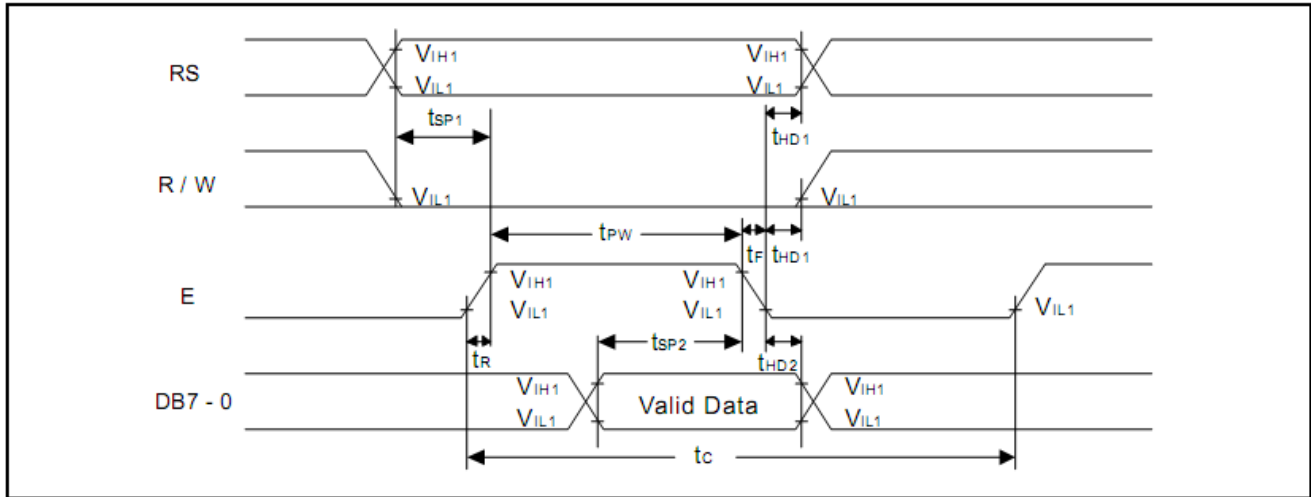 RS
VIH1
VIH1
VIL1
VIL1
tSP1
tHD1
R / W
VIL1
VIL1
tPW
tF
tHD1
E
VIH1
VIH1
VIL1
VIL1
VIL1
tSP2
tR
tHD2
DB7 - 0
VIH1
VIH1
VIL1
Valid Data
VIL1
tC